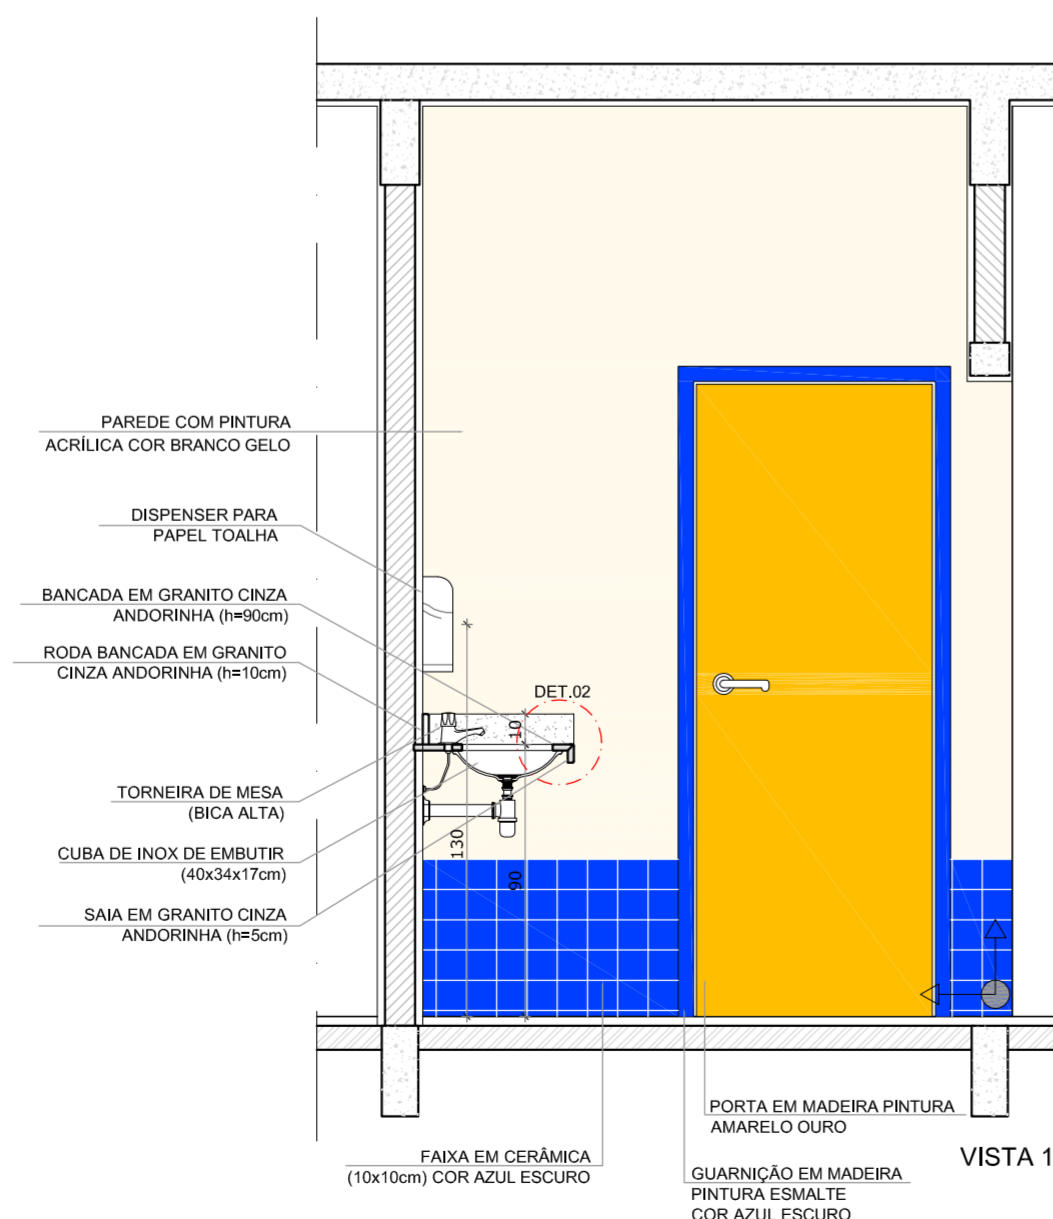 PAREDE COM PINTURA
ACRÍLICA COR BRANCO GELO
DISPENSER PARA
PAPEL TOALHA
BANCADA EM GRANITO CINZA
ANDORINHA (h=90cm)
RODA BANCADA EM GRANITO
CINZA ANDORINHA (h=10cm)
DET.02
10
TORNEIRA DE MESA
(BICA ALTA)
CUBA DE INOX DE EMBUTIR
(40x34x17cm)
130
90
SAIA EM GRANITO CINZA
ANDORINHA (h=5cm)
PORTA EM MADEIRA PINTURA
AMARELO OURO
FAIXA EM CERÂMICA
(10x10cm) COR AZUL ESCURO
GUARNIÇÃO EM MADEIRA
PINTURA ESMALTE
COR AZUL ESCURO
VISTA 1